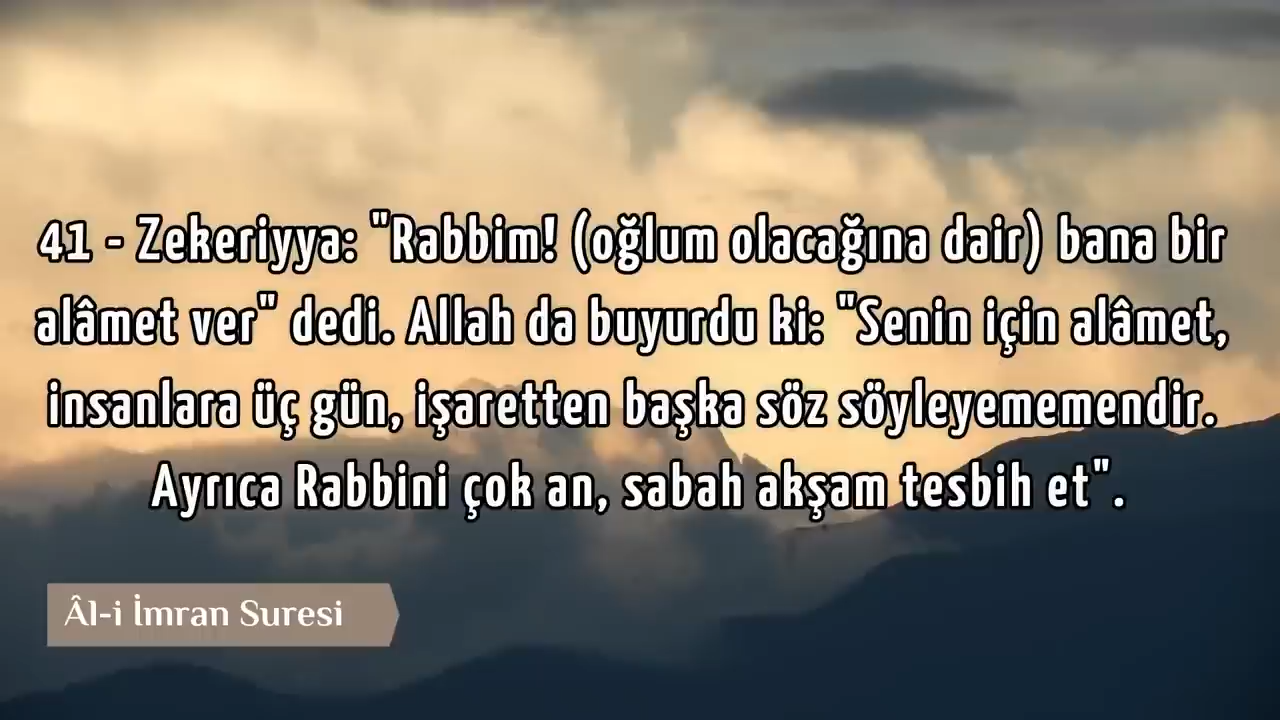 41 - Zekeriyya: "Rabbim! (oğlum olacağına dair) bana bir
alâmet ver" dedi. Allah da buyurdu ki: "Senin için alâmet,
insanlara üç gün, işaretten başka söz söyleyememendir.
Ayrıca Rabbini çok an, sabah akşam tesbih et".
Âl-i İmran Suresi